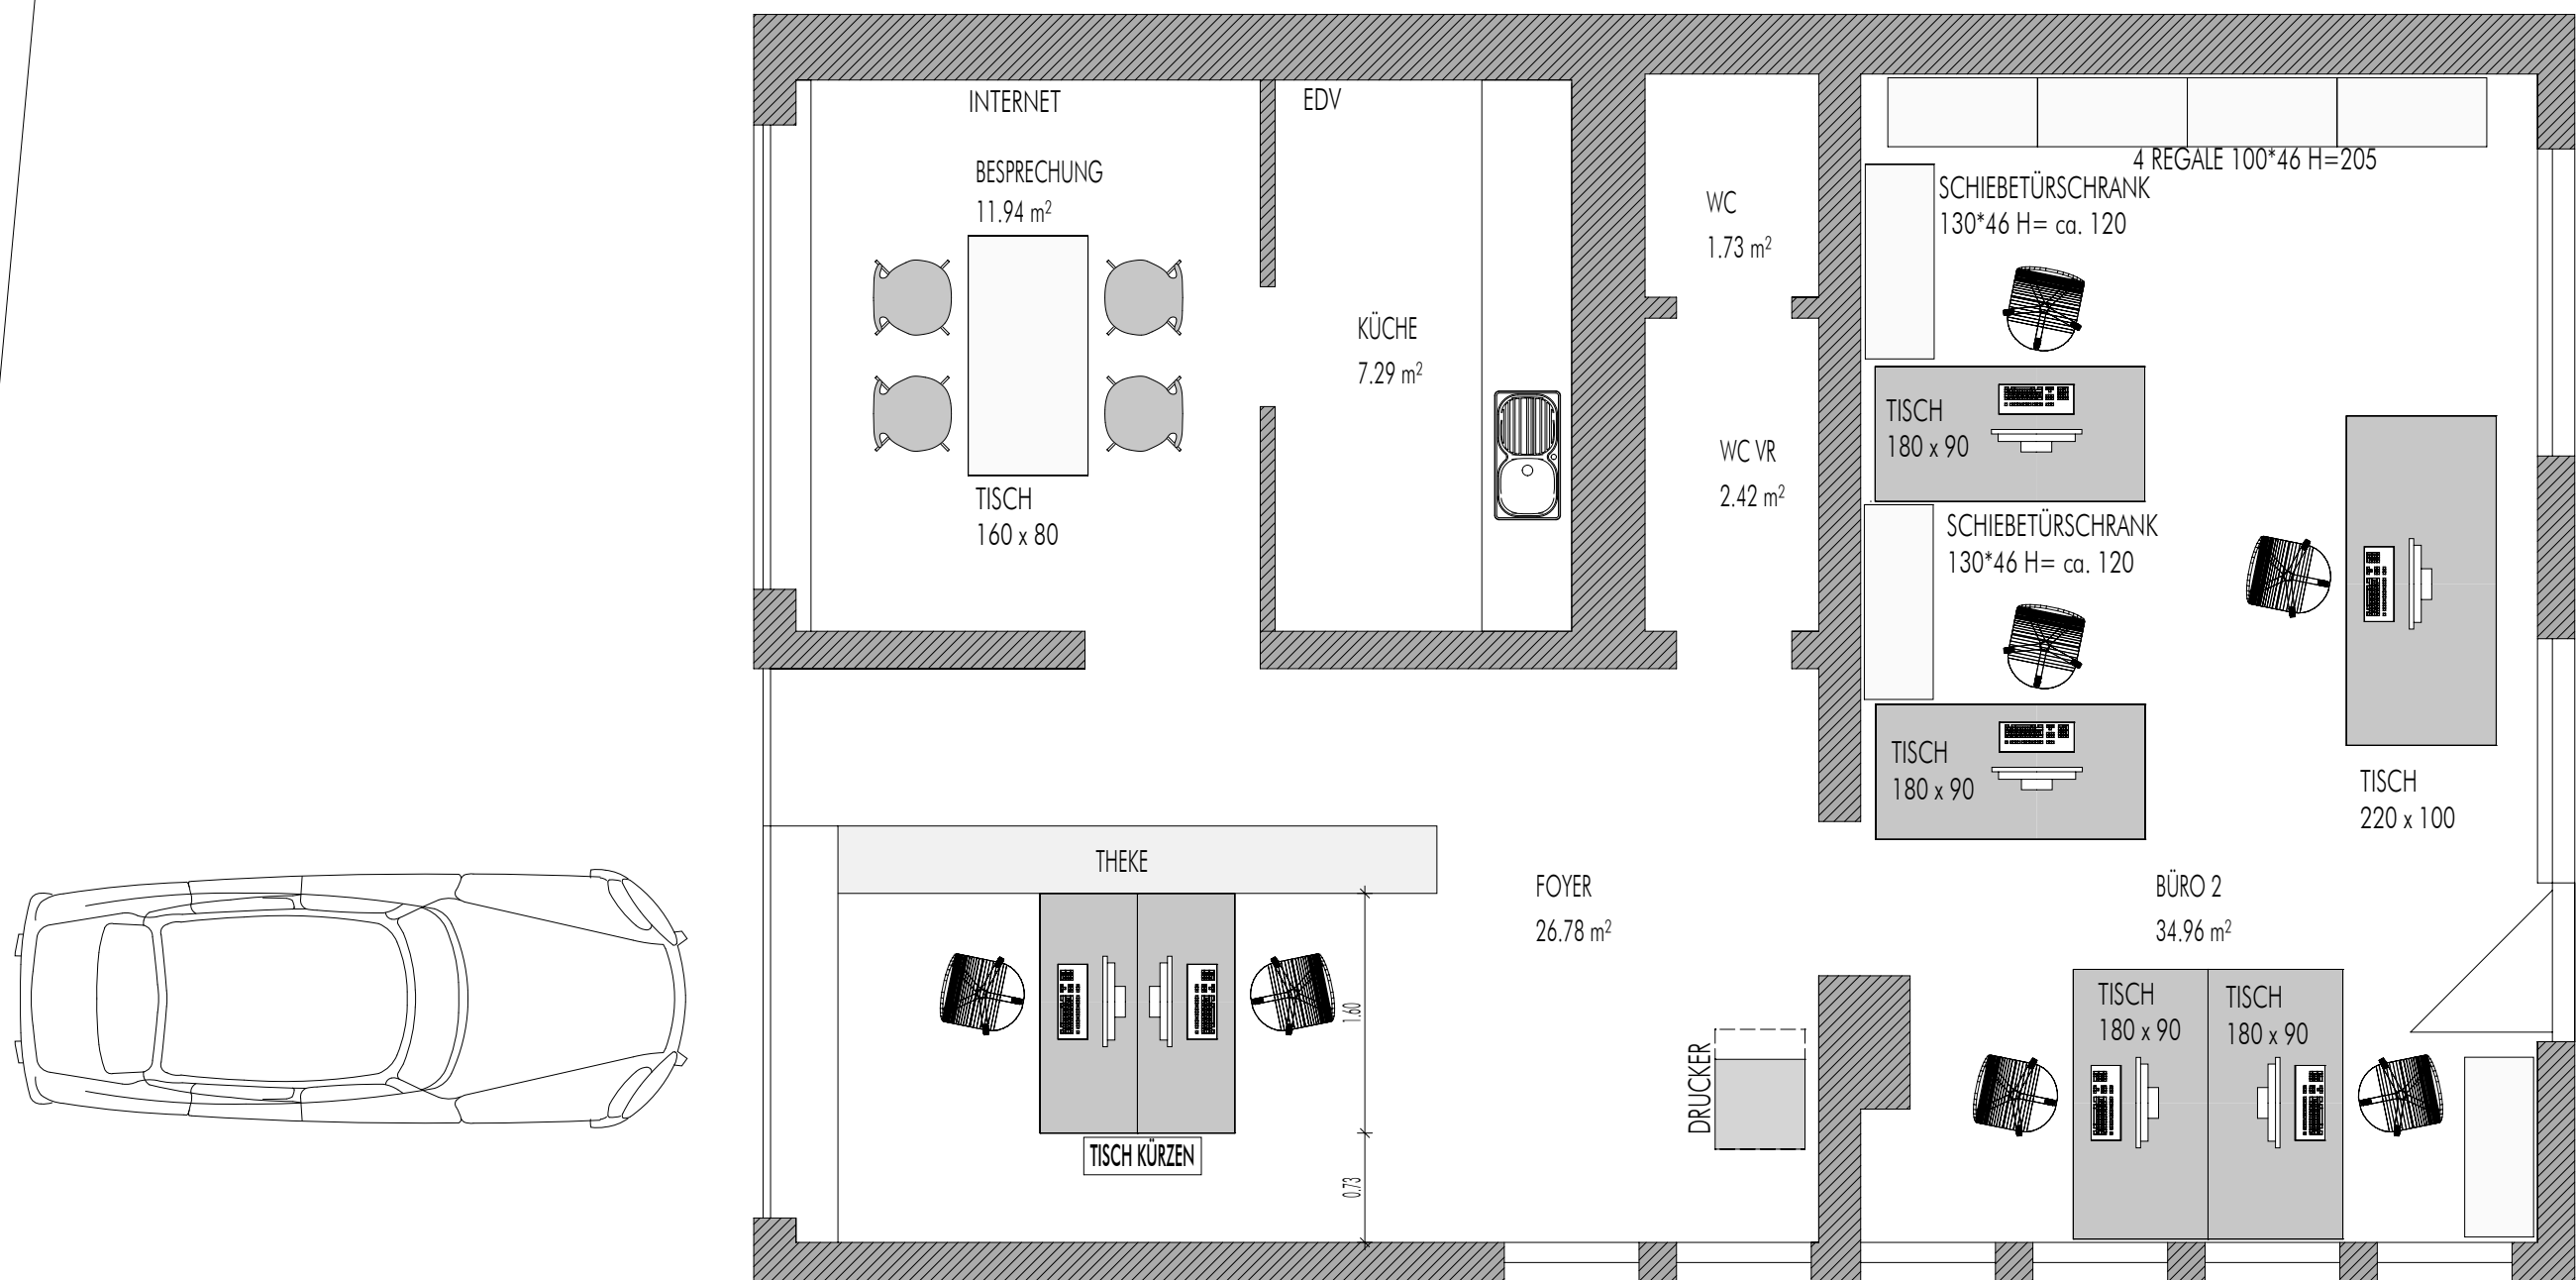 INTERNET
EDV
BESPRECHUNG
11.94 m²
TISCH
160 x 80
KÜCHE
7.29 m²
WC
1.73 m²
WC VR
2.42 m²
4 REGALE 100*46 H=205
SCHIEBETÜRSCHRANK
130*46 H= ca. 120
TISCH
180 x 90
SCHIEBETÜRSCHRANK
130*46 H= ca. 120
TISCH
180 x 90
TISCH
220 x 100
THEKE
FOYER
26.78 m²
BÜRO 2
34.96 m²
1.60
0.73
TISCH KÜRZEN
DRUCKER
TISCH
180 x 90
TISCH
180 x 90